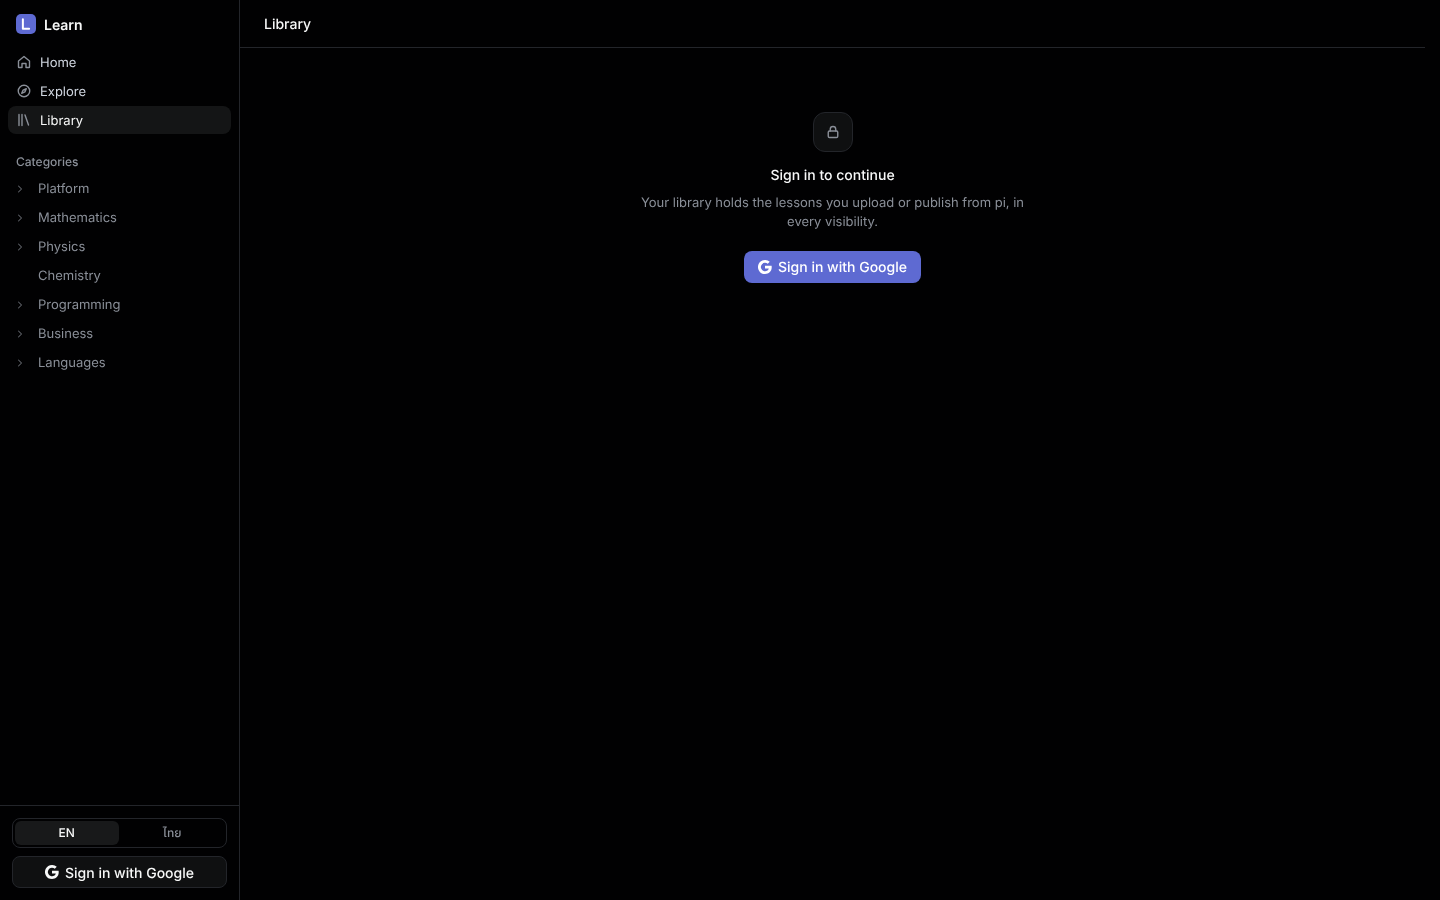 L Learn
Home
Explore
Library
Categories
Platform
Mathematics
Physics
Chemistry
Programming
Business
Languages
EN
ไทย
G Sign in with Google
Library
Sign in to continue
Your library holds the lessons you upload or publish from pi, in
every visibility.
G Sign in with Google